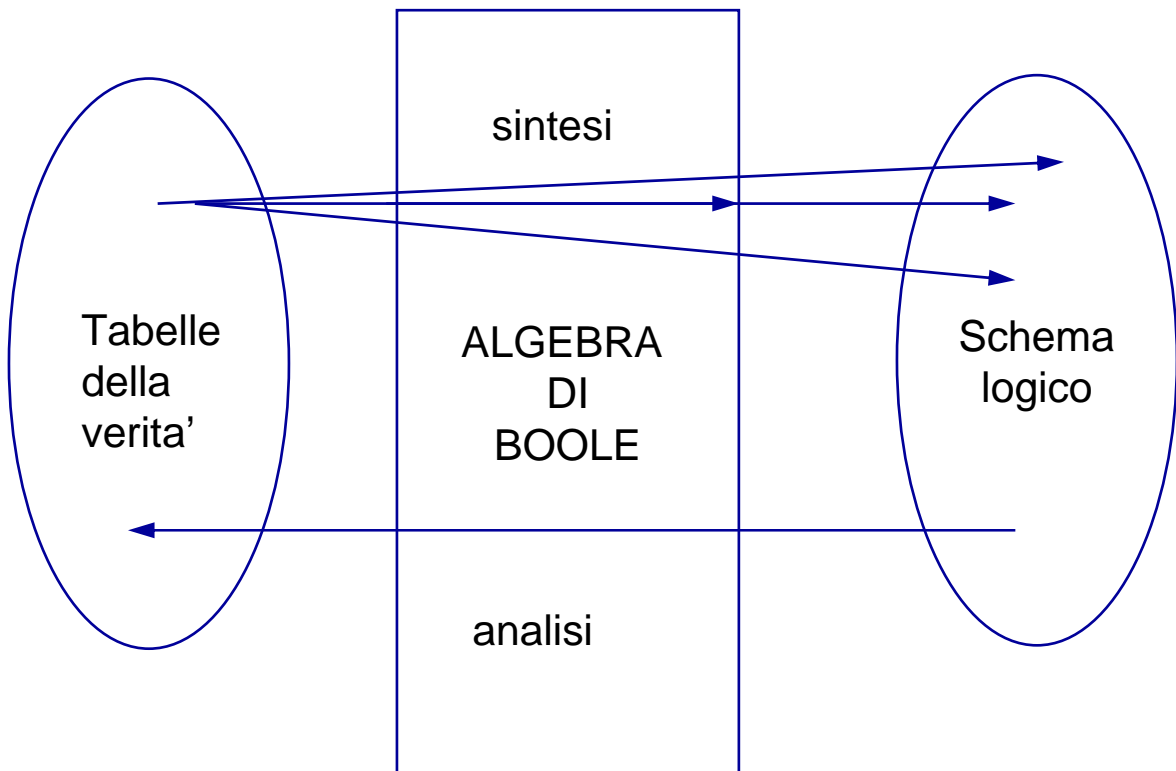 sintesi
Tabelle
della
verita’
ALGEBRA
DI
BOOLE
Schema
logico
analisi